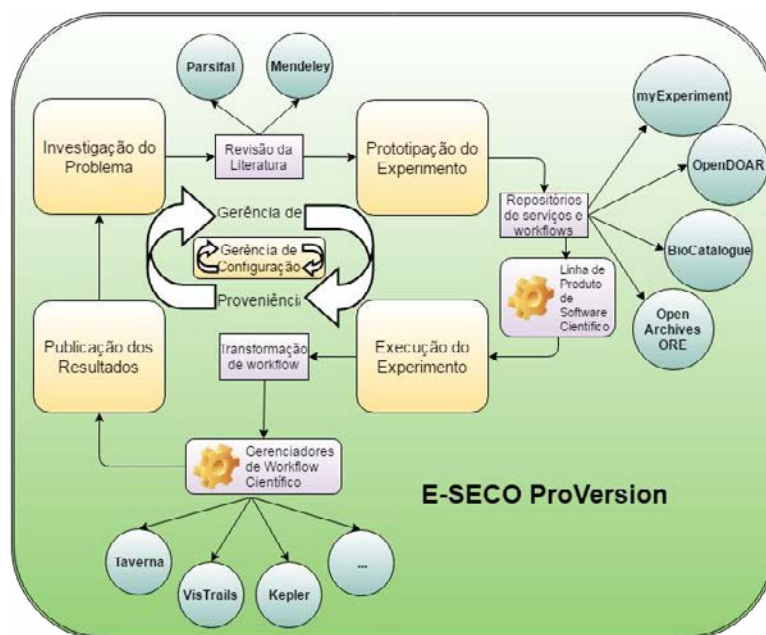 Parsifal
Mendeley
myExperiment
Investigação do
Problema
Revisão da
Literatura
Prototipação do
Experimento
OpenDOAR
Repositórios
de serviços e
workflows
Gerência de
Gerência de
Configuração
Proveniência
BioCatalogue
Linha de
Produto
de
Software
Científico
Open
Archives
ORE
Publicação dos
Resultados
Transformação
de workflow
Execução do
Experimento
Gerenciadores
de Workflow
Científico
E-SECO ProVersion
Taverna
VisTrails
Kepler
...